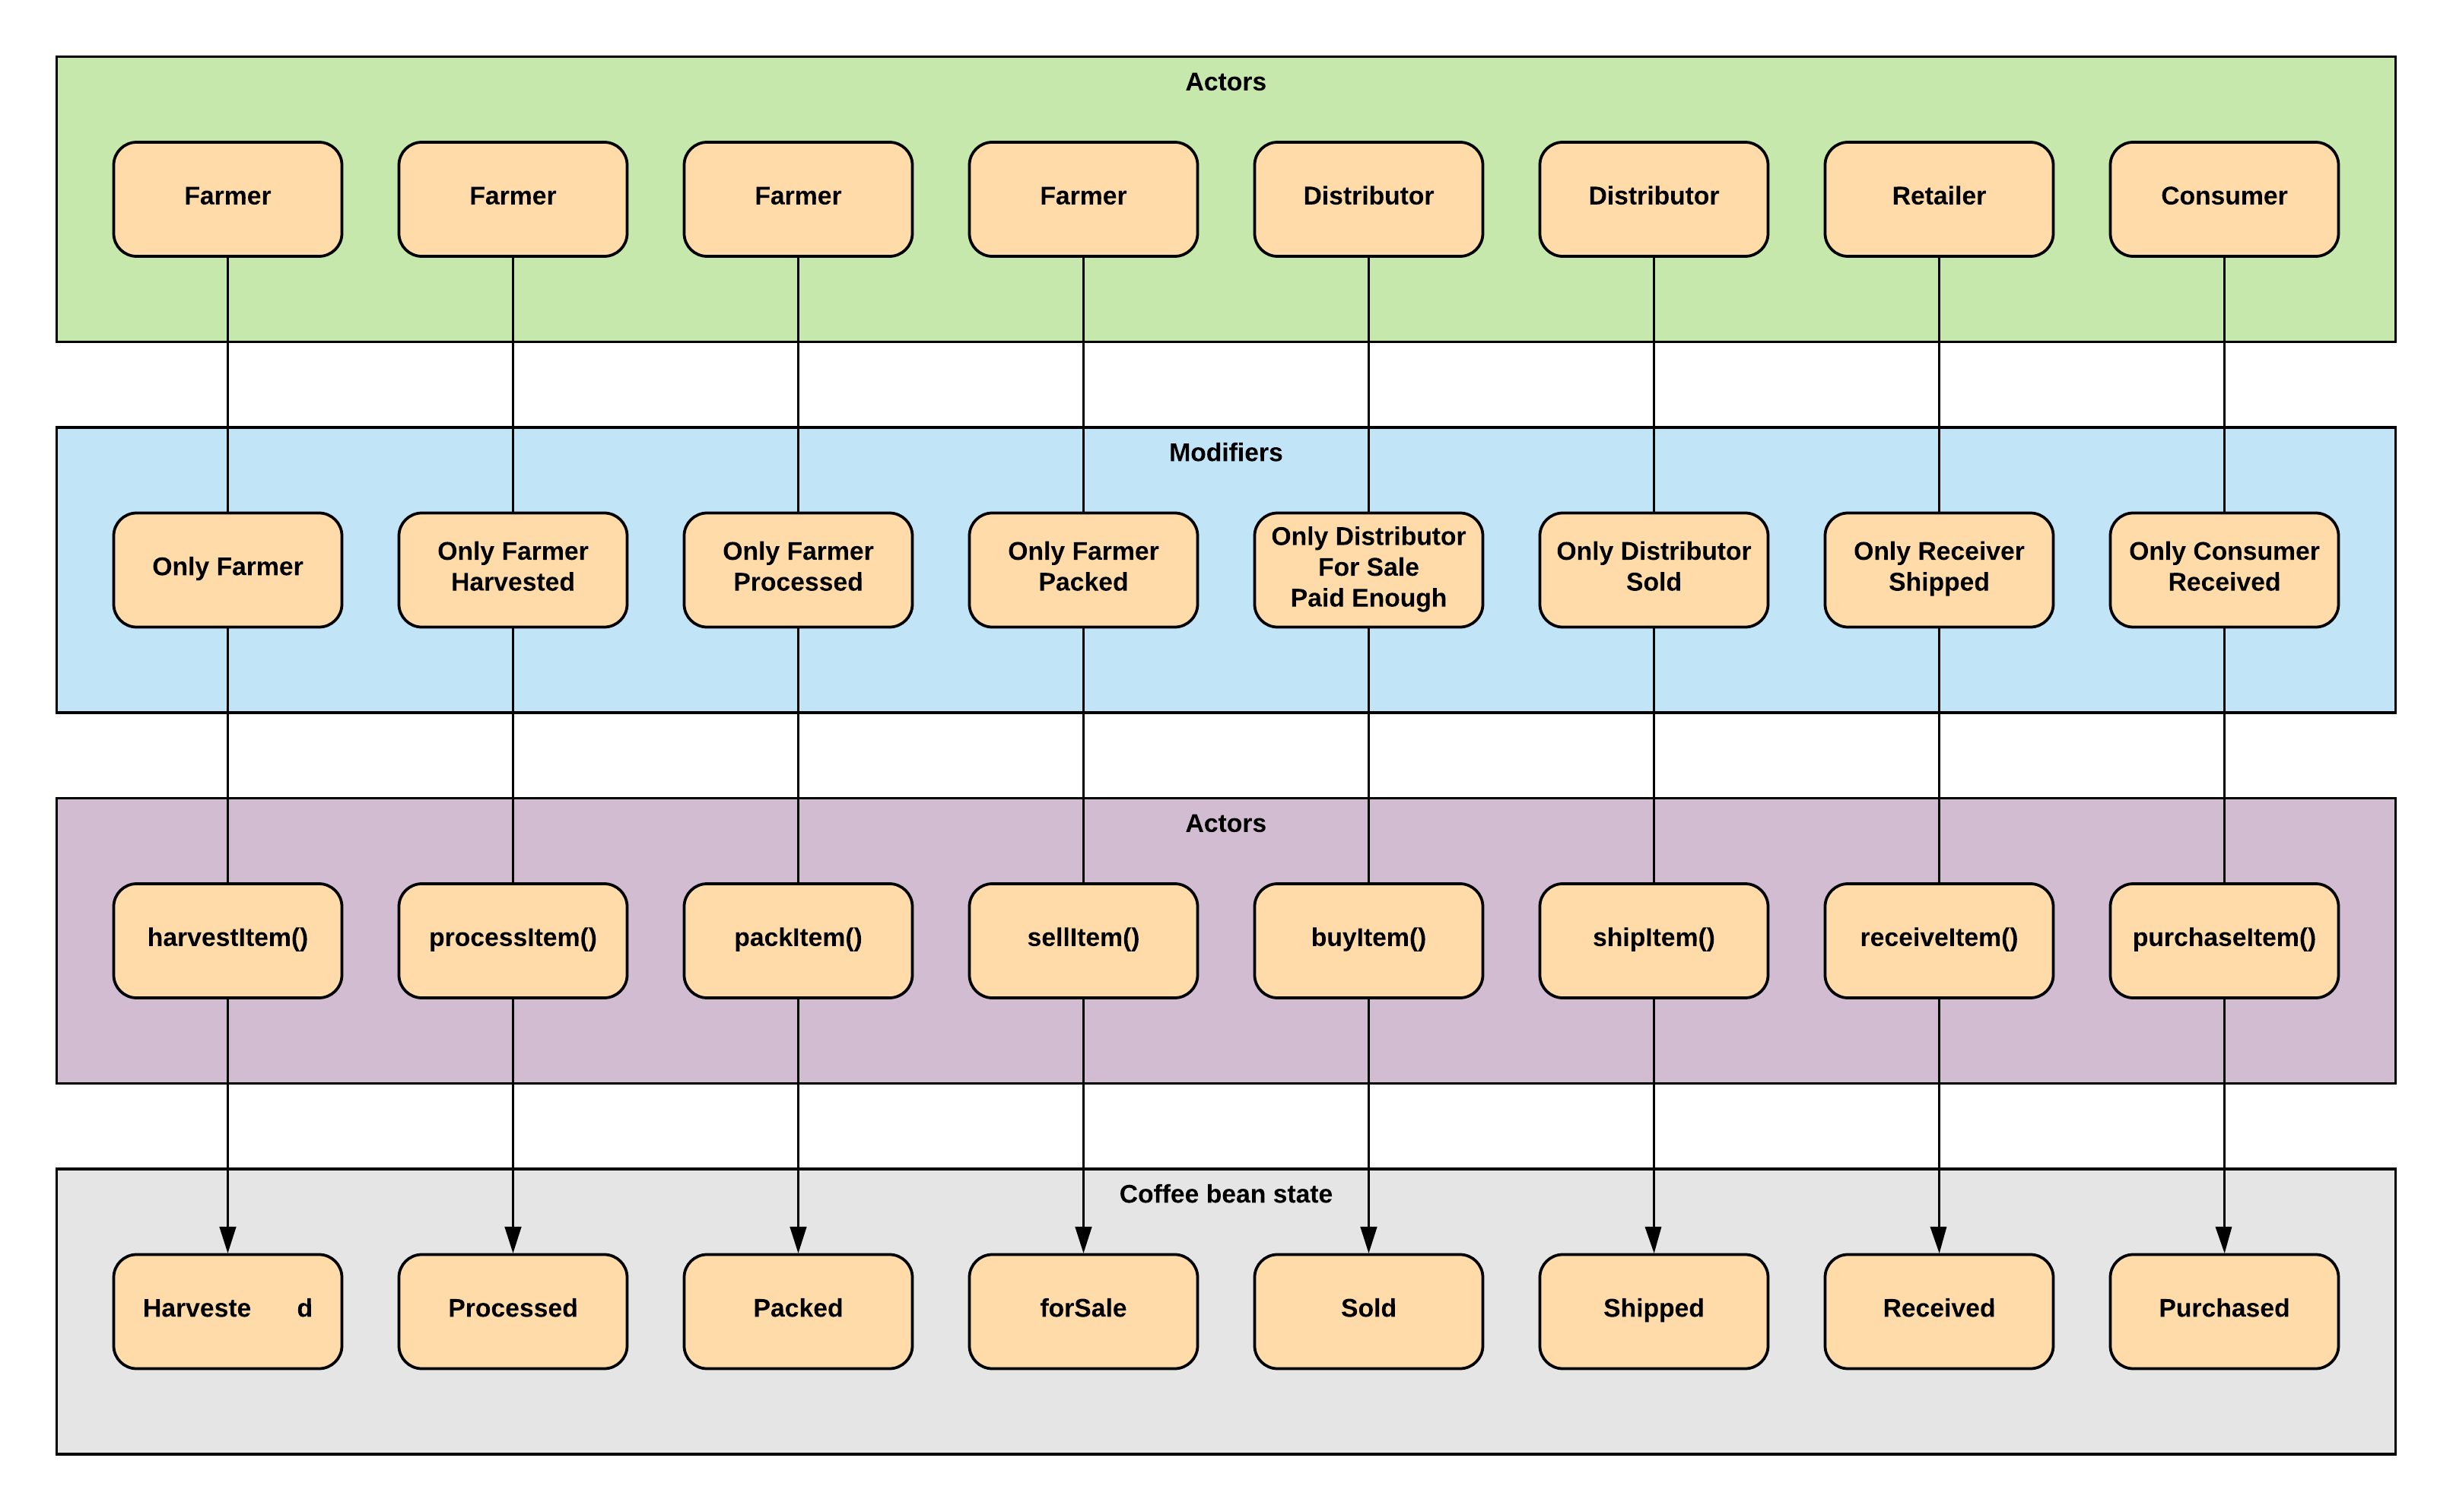 Actors
Farmer
Farmer
Farmer
Farmer
Distributor
Distributor
Retailer
Consumer
Modifiers
Only Farmer
Only Farmer
Harvested
Only Farmer
Processed
Only Farmer
Packed
Only Distributor
For Sale
Paid Enough
Only Distributor
Sold
Only Receiver
Shipped
Only Consumer
Received
Actors
harvestItem()
processItem()
packItem()
sellItem()
buyItem()
shipItem()
receiveItem()
purchaseItem()
Coffee bean state
Harveste d
Processed
Packed
forSale
Sold
Shipped
Received
Purchased